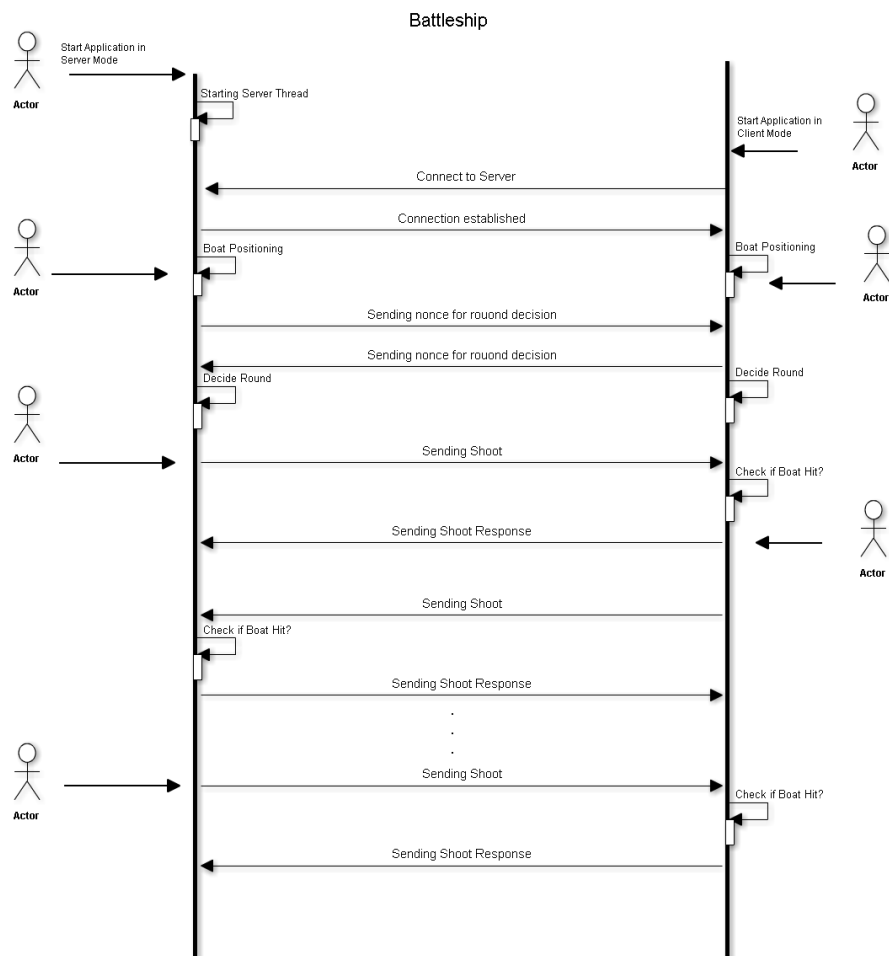 Battleship
Start Application in
Server Mode
Actor
Starting Server Thread
Start Application in
Client Mode
Actor
Connect to Server
Connection established
Boat Positioning
Boat Positioning
Actor
Actor
Sending nonce for rouond decision
Sending nonce for rouond decision
Decide Round
Decide Round
Actor
Sending Shoot
Check if Boat Hit?
Sending Shoot Response
Actor
Sending Shoot
Check if Boat Hit?
Sending Shoot Response
.
.
.
Sending Shoot
Actor
Check if Boat Hit?
Sending Shoot Response